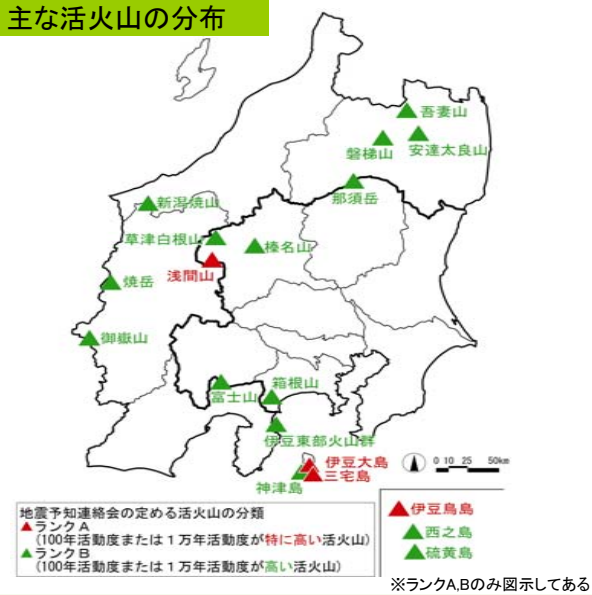 主な活火山の分布
吾妻山
磐梯山
安達太良山
那須岳
新潟焼山
草津白根山
榛名山
浅間山
焼岳
御嶽山
富士山
箱根山
伊豆東部火山群
伊豆大島
三宅島
神津島
0 10 25 50km
地震予知連絡会の定める活火山の分類
▲ランクA
(100年活動度または1万年活動度が特に高い活火山)
▲ランクB
(100年活動度または1万年活動度が高い活火山)
伊豆鳥島
西之島
硫黄島
※ランクA,Bのみ図示してある